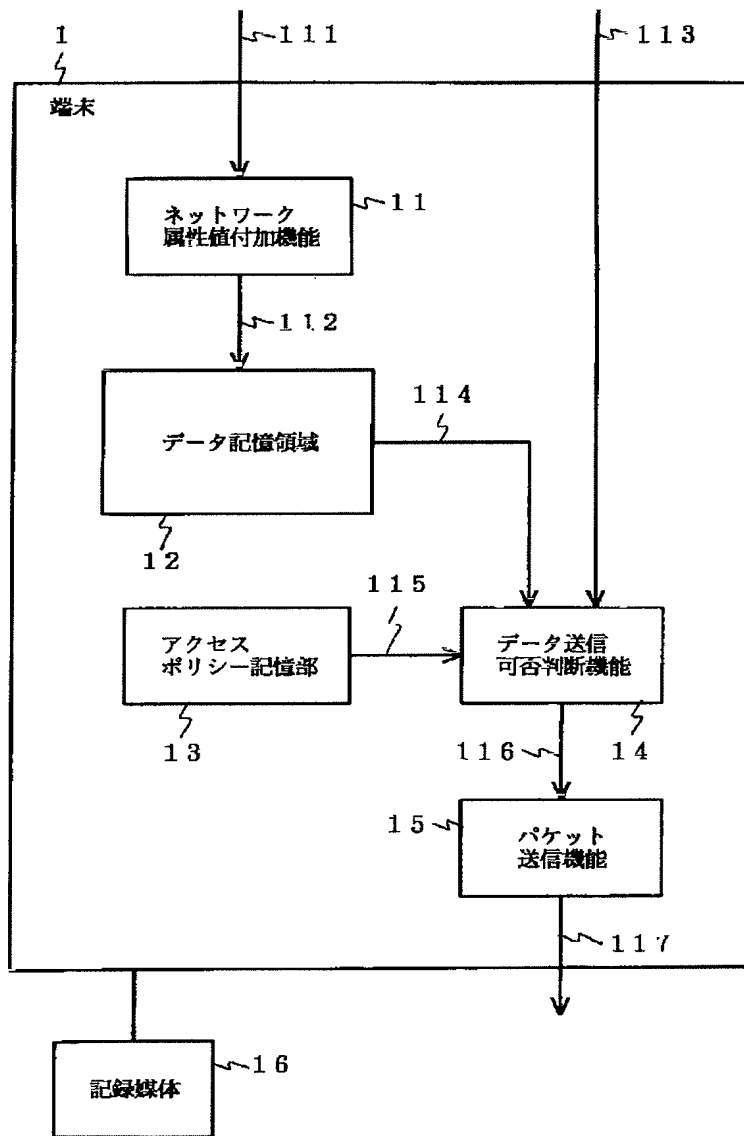 1
111
113
端末
ネットワーク
属性値付加機能
11
112
データ記憶領域
114
12
115
アクセス
ポリシー記憶部
データ送信
可否判断機能
13
116
14
15
パケット
送信機能
117
記録媒体
16